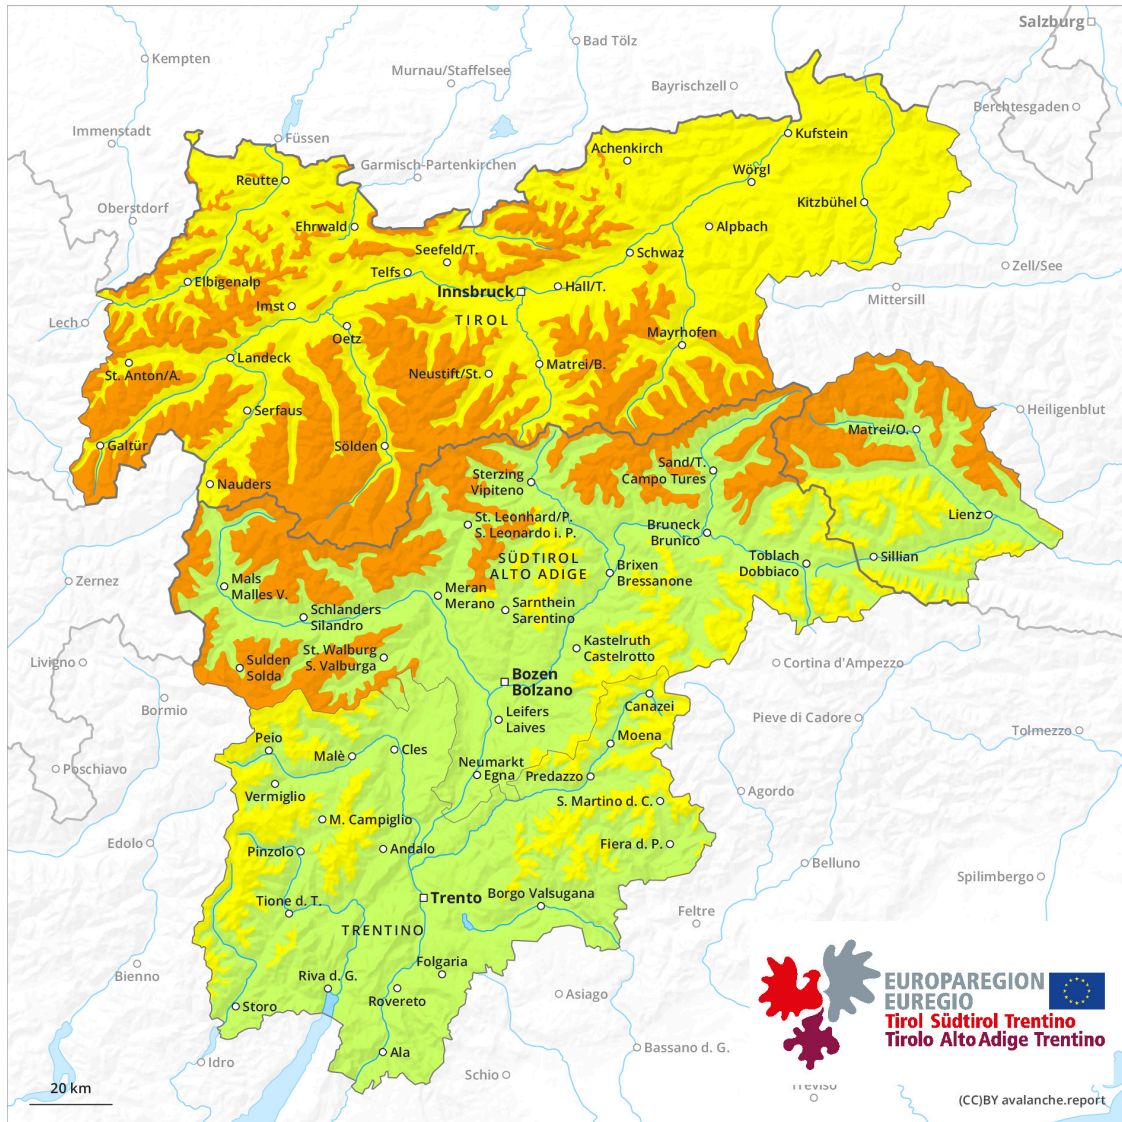 Salzburg
Bad Tölz
Kempten
Murnau/Staffelsee
Bayrischzell
Berchtesgaden
Immenstadt
Füssen
Kufstein
Achenkirch
Garmisch-Partenkirchen
Wörgl
Reutte
Kitzbühel
Oberstdorf
Ehrwald
Alpbach
Seefeld/T.
Schwaz
Zell/See
Telfs
Elbigenalp
Hall/T.
Innsbruck
Mittersill
Imst
TIROL
Lech
Mayrhofen
Oetz
Landeck
Matrei/B.
St. Anton/A.
Neustift/St.
Serfaus
Heiligenblut
Matrei/O.
Galtür
Sölden
Sand/T.
Campo Tures
Sterzing
Vipiteno
Nauders
Lienz
St. Leonhard/P.
S. Leonardo i. P.
Bruneck
Brunico
SÜDTIROL
ALTO ADIGE
Toblach
Dobbiaco
Sillian
Brixen
Bressanone
Zernez
Mals
Malles V.
Meran
Merano
Sarnthein
Sarentino
Schlanders
Silandro
Kastelruth
Castelrotto
St. Walburg
S. Valburga
Livigno
Sulden
Solda
Cortina d'Ampezzo
Bozen
Bolzano
Canazei
Bormio
Leifers
Laives
Pieve di Cadore
Tolmezzo
Peio
Moena
Malè
Cles
Neumarkt
Egna
Poschiavo
Predazzo
Vermiglio
Agordo
S. Martino d. C.
M. Campiglio
Edolo
Pinzolo
Andalo
Fiera d. P.
Belluno
Spilimbergo
Trento
Borgo Valsugana
Tione d. T.
Feltre
TRENTINO
Folgaria
Bienno
Riva d. G.
Rovereto
Asiago
Storo
EUROPAREGION
EUREGIO
Tirol Südtirol Trentino
Tirolo Alto Adige Trentino
Ala
Bassano d. G.
Idro
Schio
Treviso
20 km
(CC)BY avalanche.report